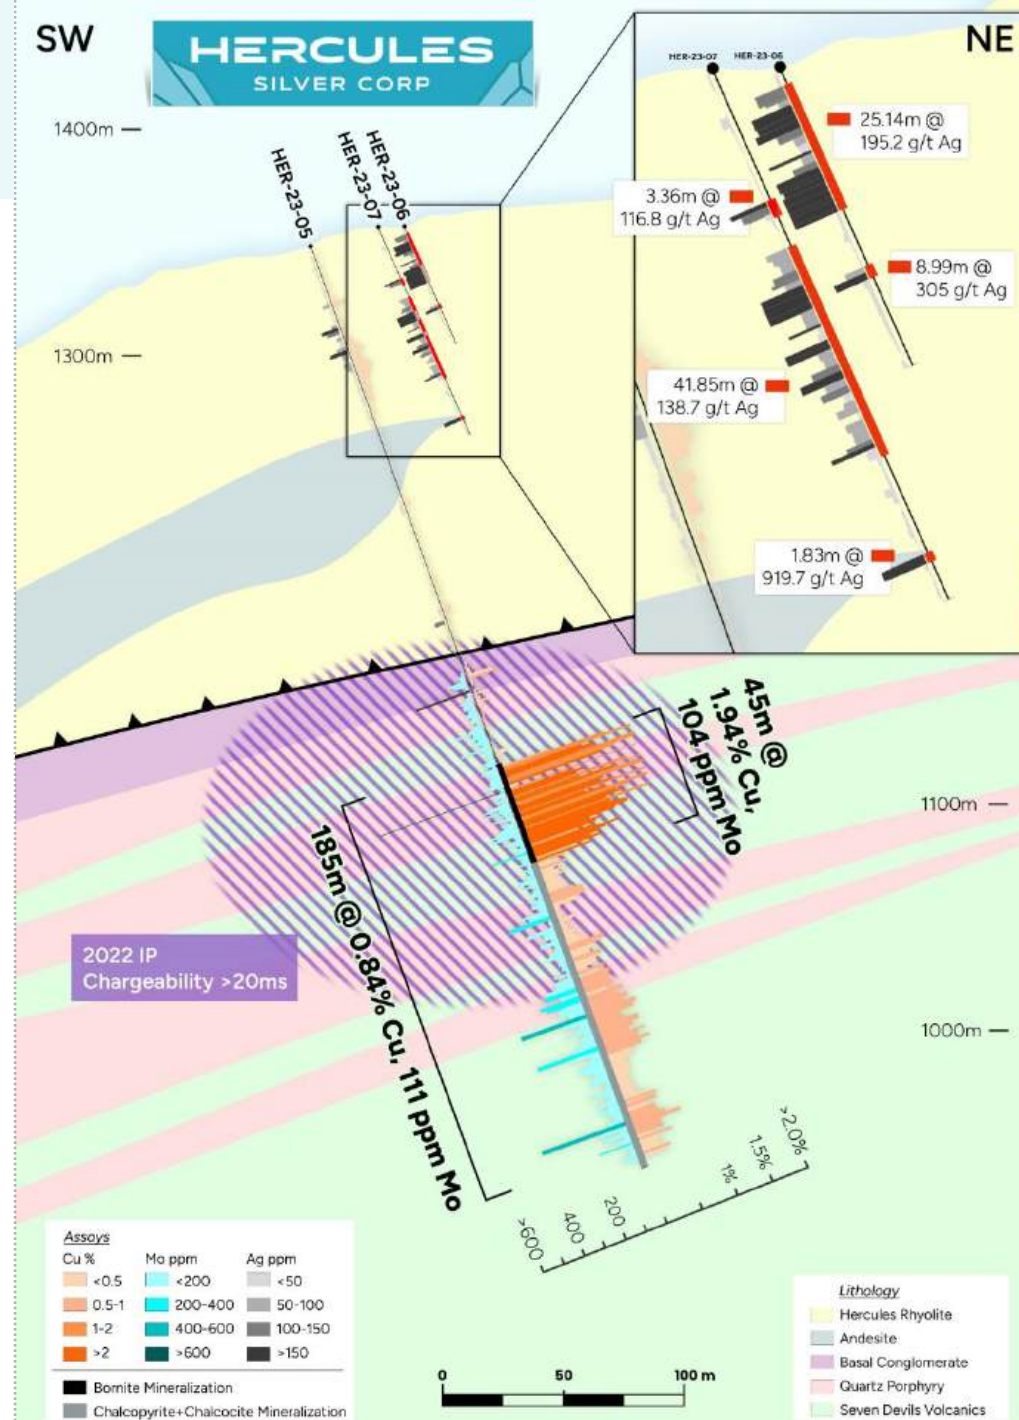 SW
HERCULES
SILVER CORP
NE
1400m
1300m
1100m
1000m
HER-23-05
HER-23-07
HER-23-06
HER-23-07
HER-23-06
25.14m @
195.2 g/t Ag
3.36m @
116.8 g/t Ag
8.99m @
305 g/t Ag
41.85m @
138.7 g/t Ag
1.83m @
919.7 g/t Ag
45m @
1.94% Cu,
104 ppm Mo
185m @ 0.84% Cu, 111 ppm Mo
2022 IP
Chargeability >20ms
>600
400
200
1%
1.5%
>2.0%
Assays
Cu % Mo ppm Ag ppm
<0.5 <200 <50
0.5-1 200-400 50-100
1-2 400-600 100-150
>2 >600 >150
Bornite Mineralization
Chalcopyrite+Chalcocite Mineralization
0 50 100 m
Lithology
Hercules Rhyolite
Andesite
Basal Conglomerate
Quartz Porphyry
Seven Devils Volcanics